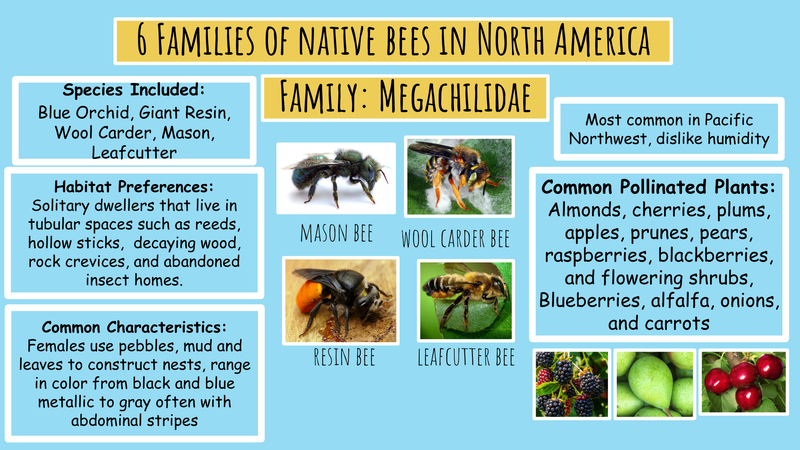 6 Families of native bees in North America
Family: Megachilidae
Species Included:
Blue Orchid, Giant Resin,
Wool Carder, Mason,
Leafcutter
Habitat Preferences:
Solitary dwellers that live in
tubular spaces such as reeds,
hollow sticks, decaying wood,
rock crevices, and abandoned
insect homes.
Common Characteristics:
Females use pebbles, mud and
leaves to construct nests, range
in color from black and blue
metallic to gray often with
abdominal stripes
mason bee
wool carder bee
resin bee
leafcutter bee
Most common in Pacific
Northwest, dislike humidity
Common Pollinated Plants:
Almonds, cherries, plums,
apples, prunes, pears,
raspberries, blackberries,
and flowering shrubs,
Blueberries, alfalfa, onions,
and carrots